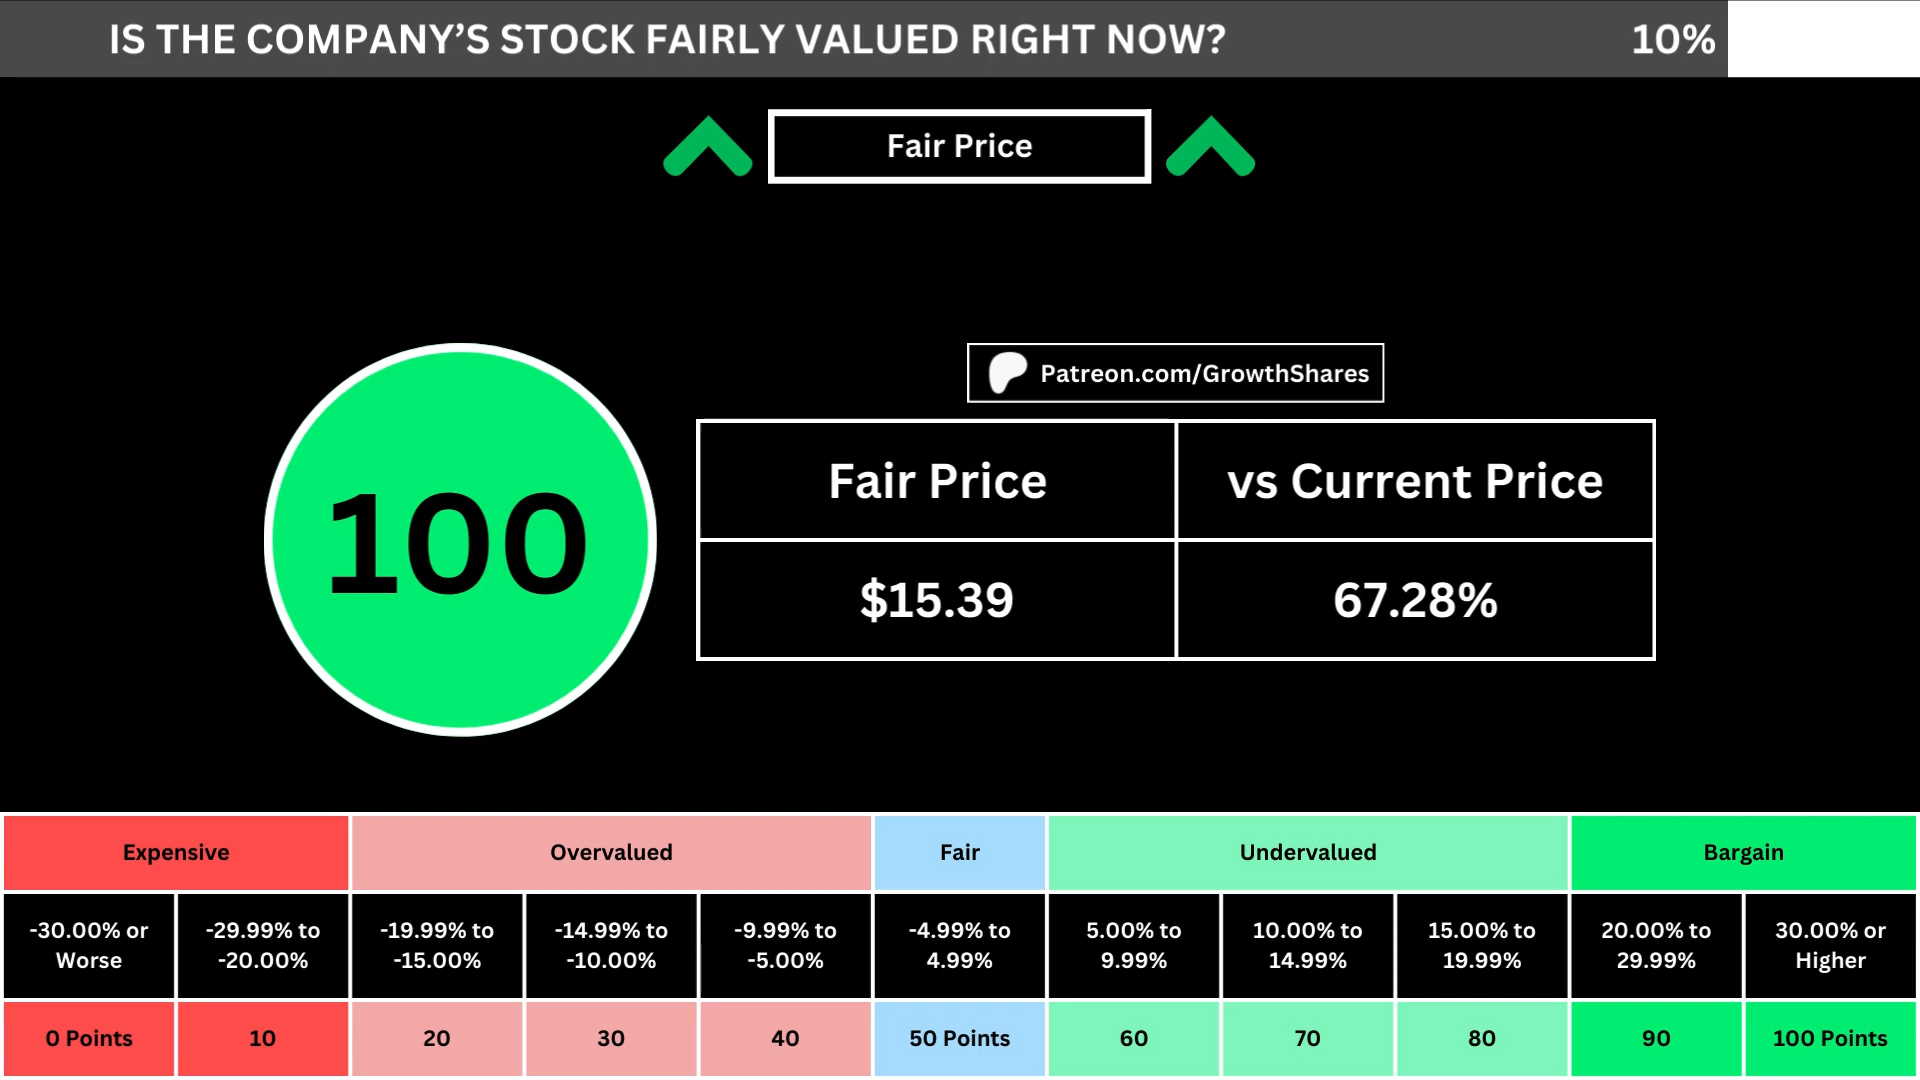 IS THE COMPANY’S STOCK FAIRLY VALUED RIGHT NOW? 10%
Fair Price
100
Patreon.com/GrowthShares
Fair Price vs Current Price
$15.39 67.28%
Expensive Overvalued Fair Undervalued Bargain
-30.00% or -29.99% to -19.99% to -14.99% to -9.99% to -4.99% to 5.00% to 10.00% to 15.00% to 20.00% to 30.00% or
Worse -20.00% -15.00% -10.00% -5.00% 4.99% 9.99% 14.99% 19.99% 29.99% Higher
0 Points 10 20 30 40 50 Points 60 70 80 90 100 Points